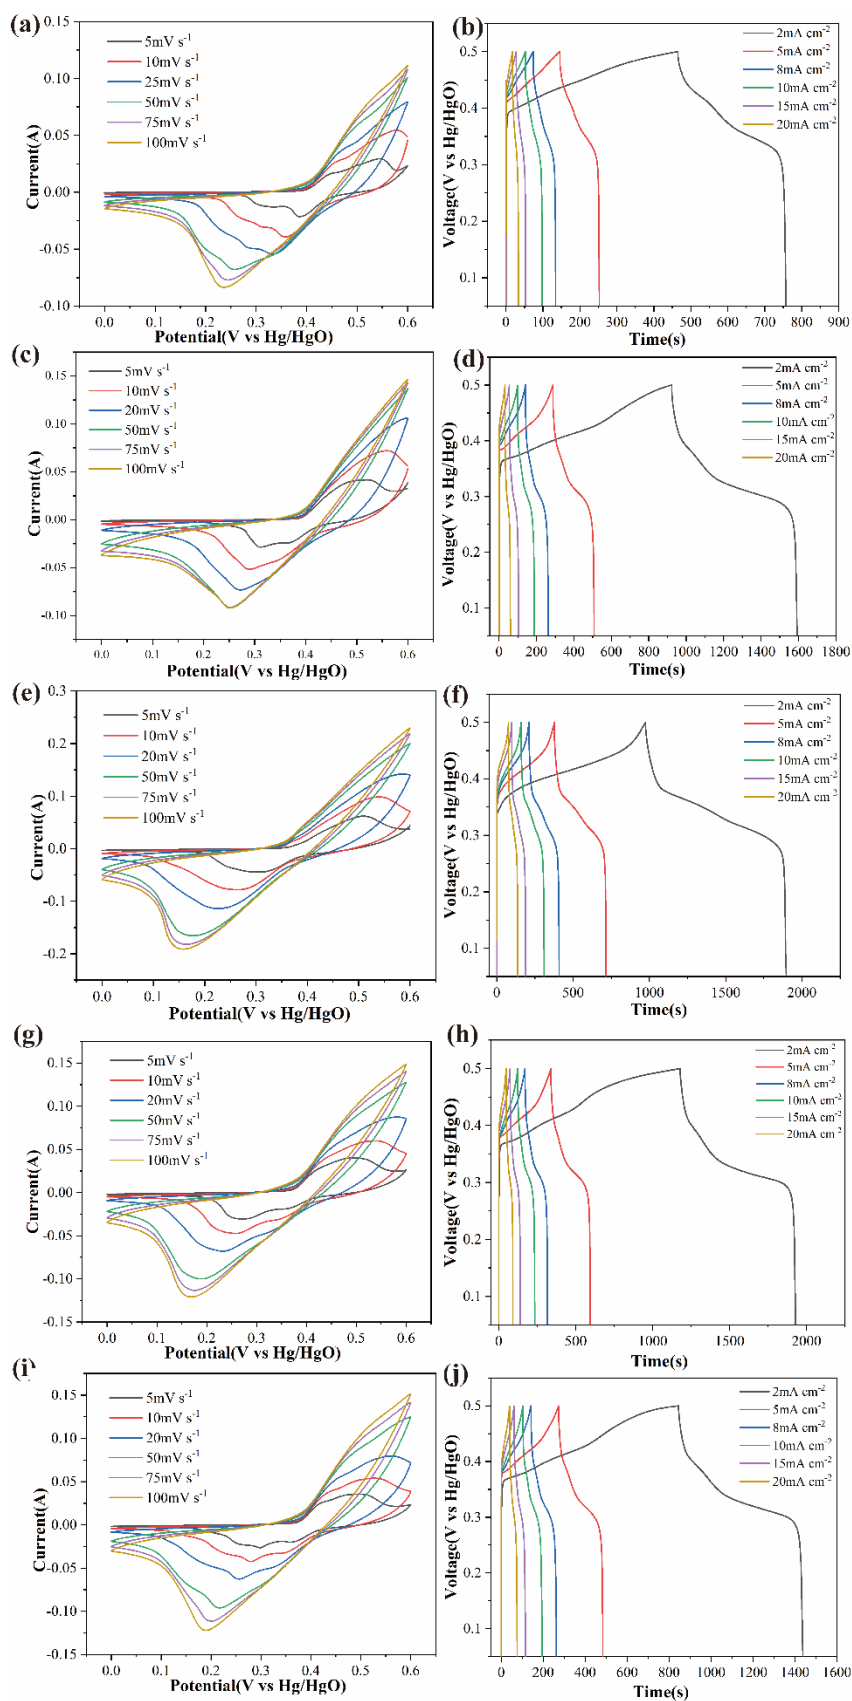 (a)
0.15
0.10
0.05
0.00
-0.05
-0.10
Current(A)
5mV s-1
10mV s-1
25mV s-1
50mV s-1
75mV s-1
100mV s-1
0.0 0.1 0.2 0.3 0.4 0.5 0.6
Potential(V vs Hg/HgO)
(b)
0.5
0.4
0.3
0.2
0.1
Voltage(V vs Hg/HgO)
2mA cm-2
5mA cm-2
8mA cm-2
10mA cm-2
15mA cm-2
20mA cm-2
0 100 200 300 400 500 600 700 800 900
Time(s)
(c)
0.15
0.10
0.05
0.00
-0.05
-0.10
Current(A)
5mV s-1
10mV s-1
20mV s-1
50mV s-1
75mV s-1
100mV s-1
0.0 0.1 0.2 0.3 0.4 0.5 0.6
Potential(V vs Hg/HgO)
(d)
0.5
0.4
0.3
0.2
0.1
Voltage(V vs Hg/HgO)
2mA cm-2
5mA cm-2
8mA cm-2
10mA cm-2
15mA cm-2
20mA cm-2
0 200 400 600 800 1000 1200 1400 1600 1800
Time(s)
(e)
0.3
0.2
0.1
0.0
-0.1
-0.2
Current(A)
5mV s-1
10mV s-1
20mV s-1
50mV s-1
75mV s-1
100mV s-1
0.0 0.1 0.2 0.3 0.4 0.5 0.6
Potential(V vs Hg/HgO)
(f)
0.5
0.4
0.3
0.2
0.1
Voltage(V vs Hg/HgO)
2mA cm-2
5mA cm-2
8mA cm-2
10mA cm-2
15mA cm-2
20mA cm-2
0 500 1000 1500 2000
Time(s)
(g)
0.15
0.10
0.05
0.00
-0.05
-0.10
-0.15
Current(A)
5mV s-1
10mV s-1
20mV s-1
50mV s-1
75mV s-1
100mV s-1
0.0 0.1 0.2 0.3 0.4 0.5 0.6
Potential(V vs Hg/HgO)
(h)
0.5
0.4
0.3
0.2
0.1
Voltage(V vs Hg/HgO)
2mA cm-2
5mA cm-2
8mA cm-2
10mA cm-2
15mA cm-2
20mA cm-2
0 500 1000 1500 2000
Time(s)
(i)
0.15
0.10
0.05
0.00
-0.05
-0.10
-0.15
Current(A)
5mV s-1
10mV s-1
20mV s-1
50mV s-1
75mV s-1
100mV s-1
0.0 0.1 0.2 0.3 0.4 0.5 0.6
Potential(V vs Hg/HgO)
(j)
0.5
0.4
0.3
0.2
0.1
Voltage(V vs Hg/HgO)
2mA cm-2
5mA cm-2
8mA cm-2
10mA cm-2
15mA cm-2
20mA cm-2
0 200 400 600 800 1000 1200 1400 1600
Time(s)